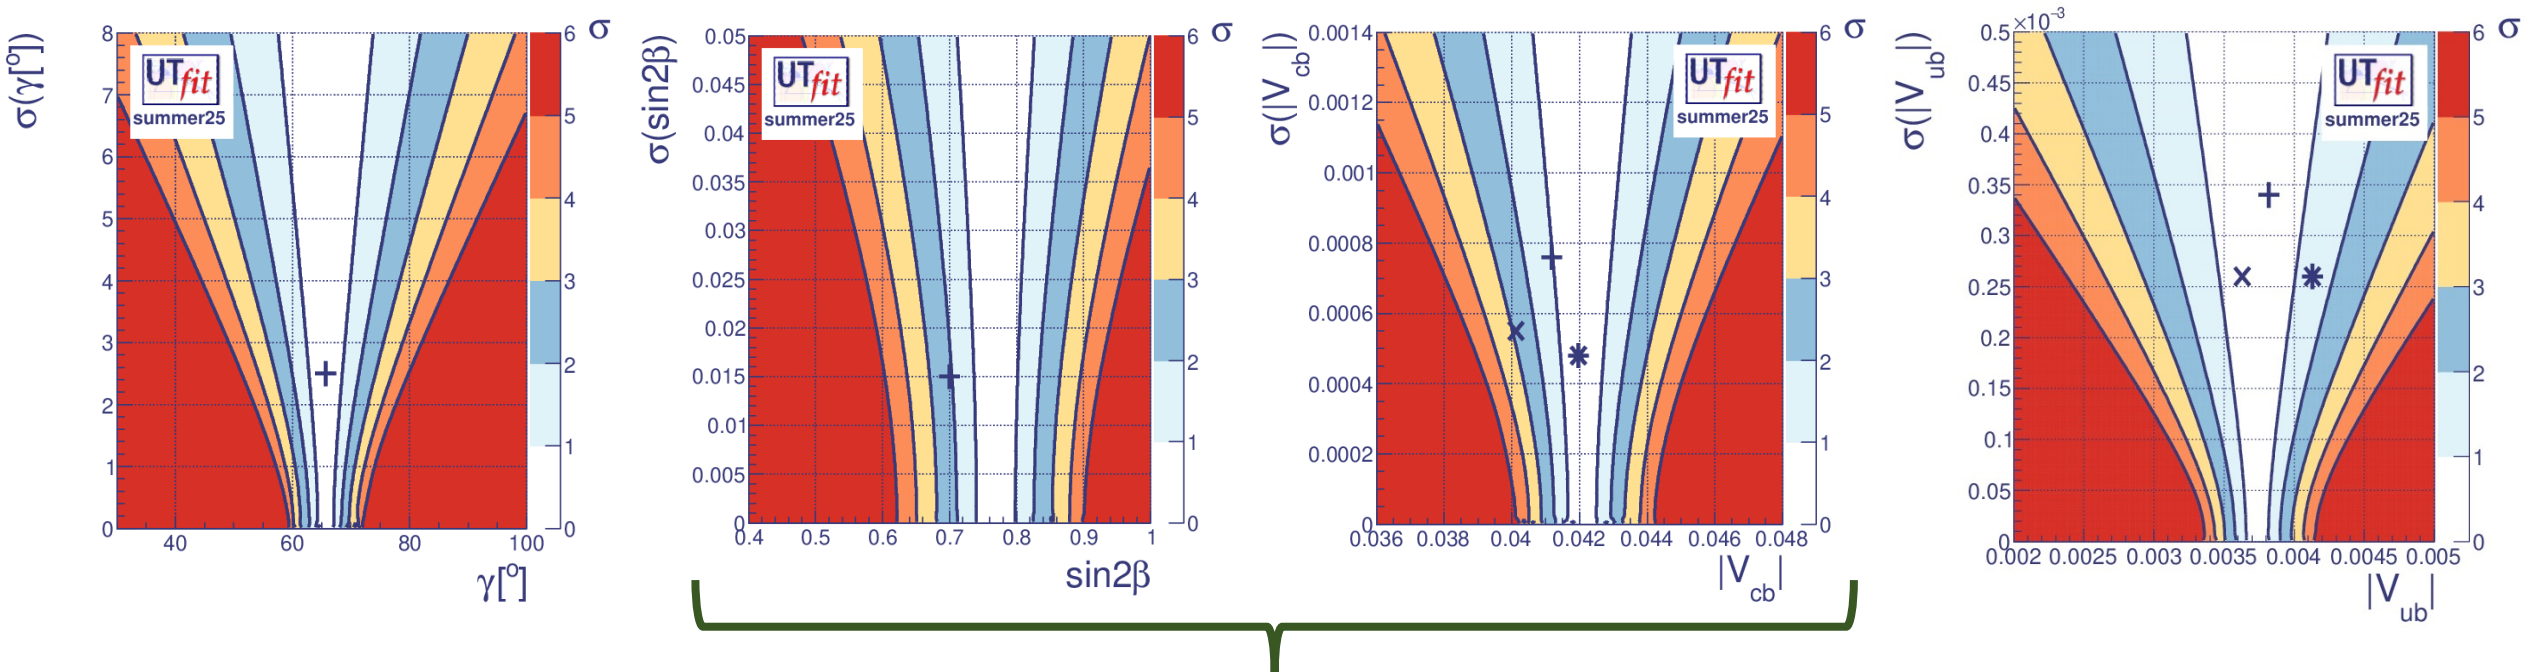 σ(γ[°])
8
7
6
5
4
3
2
1
0
40 60 80 100
γ[°]
UTfit
summer25
σ
6
5
4
3
2
1
0
σ(sin2β)
0.05
0.045
0.04
0.035
0.03
0.025
0.02
0.015
0.01
0.005
0
0.4 0.5 0.6 0.7 0.8 0.9 1
sin2β
UTfit
summer25
σ
6
5
4
3
2
1
0
σ(|Vcb|)
0.0014
0.0012
0.001
0.0008
0.0006
0.0004
0.0002
0
0.036 0.038 0.04 0.042 0.044 0.046 0.048
|Vcb|
UTfit
summer25
σ
6
5
4
3
2
1
0
σ(|Vub|)
×10⁻³
0.5
0.45
0.4
0.35
0.3
0.25
0.2
0.15
0.1
0.05
0
0.002 0.0025 0.003 0.0035 0.004 0.0045 0.005
|Vub|
UTfit
summer25
σ
6
5
4
3
2
1
0